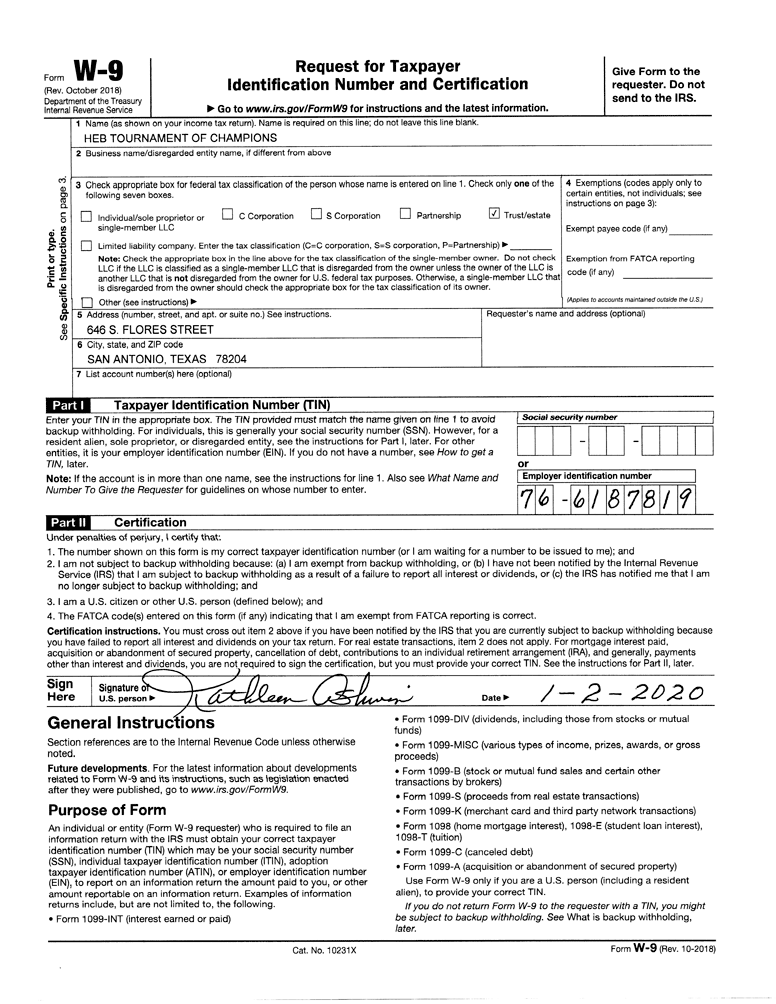 Form W-9
(Rev. October 2018)
Department of the Treasury
Internal Revenue Service
Request for Taxpayer
Identification Number and Certification
▶ Go to www.irs.gov/FormW9 for instructions and the latest information.
Give Form to the
requester. Do not
send to the IRS.
Print or type.
See Specific Instructions on page 3.
1 Name (as shown on your income tax return). Name is required on this line; do not leave this line blank.
HEB TOURNAMENT OF CHAMPIONS
2 Business name/disregarded entity name, if different from above
3 Check appropriate box for federal tax classification of the person whose name is entered on line 1. Check only one of the
following seven boxes.
☐ Individual/sole proprietor or
single-member LLC
☐ C Corporation ☐ S Corporation ☐ Partnership ☑ Trust/estate
☐ Limited liability company. Enter the tax classification (C=C corporation, S=S corporation, P=Partnership) ▶
Note: Check the appropriate box in the line above for the tax classification of the single-member owner. Do not check
LLC if the LLC is classified as a single-member LLC that is disregarded from the owner unless the owner of the LLC is
another LLC that is not disregarded from the owner for U.S. federal tax purposes. Otherwise, a single-member LLC that
is disregarded from the owner should check the appropriate box for the tax classification of its owner.
☐ Other (see instructions) ▶
4 Exemptions (codes apply only to
certain entities, not individuals; see
instructions on page 3):
Exempt payee code (if any)
Exemption from FATCA reporting
code (if any)
(Applies to accounts maintained outside the U.S.)
5 Address (number, street, and apt. or suite no.) See instructions.
646 S. FLORES STREET
Requester's name and address (optional)
6 City, state, and ZIP code
SAN ANTONIO, TEXAS 78204
7 List account number(s) here (optional)
Part I Taxpayer Identification Number (TIN)
Enter your TIN in the appropriate box. The TIN provided must match the name given on line 1 to avoid
backup withholding. For individuals, this is generally your social security number (SSN). However, for a
resident alien, sole proprietor, or disregarded entity, see the instructions for Part I, later. For other
entities, it is your employer identification number (EIN). If you do not have a number, see How to get a
TIN, later.
Note: If the account is in more than one name, see the instructions for line 1. Also see What Name and
Number To Give the Requester for guidelines on whose number to enter.
Social security number
– –
or
Employer identification number
76-6187819
Part II Certification
Under penalties of perjury, I certify that:
1. The number shown on this form is my correct taxpayer identification number (or I am waiting for a number to be issued to me); and
2. I am not subject to backup withholding because: (a) I am exempt from backup withholding, or (b) I have not been notified by the Internal Revenue
Service (IRS) that I am subject to backup withholding as a result of a failure to report all interest or dividends, or (c) the IRS has notified me that I am
no longer subject to backup withholding; and
3. I am a U.S. citizen or other U.S. person (defined below); and
4. The FATCA code(s) entered on this form (if any) indicating that I am exempt from FATCA reporting is correct.
Certification instructions. You must cross out item 2 above if you have been notified by the IRS that you are currently subject to backup withholding because
you have failed to report all interest and dividends on your tax return. For real estate transactions, item 2 does not apply. For mortgage interest paid,
acquisition or abandonment of secured property, cancellation of debt, contributions to an individual retirement arrangement (IRA), and generally, payments
other than interest and dividends, you are not required to sign the certification, but you must provide your correct TIN. See the instructions for Part II, later.
Sign
Here
Signature of
U.S. person ▶ Kathleen
Date ▶ 1-2-2020
General Instructions
Section references are to the Internal Revenue Code unless otherwise
noted.
Future developments. For the latest information about developments
related to Form W-9 and its instructions, such as legislation enacted
after they were published, go to www.irs.gov/FormW9.
Purpose of Form
An individual or entity (Form W-9 requester) who is required to file an
information return with the IRS must obtain your correct taxpayer
identification number (TIN) which may be your social security number
(SSN), individual taxpayer identification number (ITIN), adoption
taxpayer identification number (ATIN), or employer identification number
(EIN), to report on an information return the amount paid to you, or other
amount reportable on an information return. Examples of information
returns include, but are not limited to, the following.
• Form 1099-INT (interest earned or paid)
• Form 1099-DIV (dividends, including those from stocks or mutual
funds)
• Form 1099-MISC (various types of income, prizes, awards, or gross
proceeds)
• Form 1099-B (stock or mutual fund sales and certain other
transactions by brokers)
• Form 1099-S (proceeds from real estate transactions)
• Form 1099-K (merchant card and third party network transactions)
• Form 1098 (home mortgage interest), 1098-E (student loan interest),
1098-T (tuition)
• Form 1099-C (canceled debt)
• Form 1099-A (acquisition or abandonment of secured property)
Use Form W-9 only if you are a U.S. person (including a resident
alien), to provide your correct TIN.
If you do not return Form W-9 to the requester with a TIN, you might
be subject to backup withholding. See What is backup withholding,
later.
Cat. No. 10231X
Form W-9 (Rev. 10-2018)